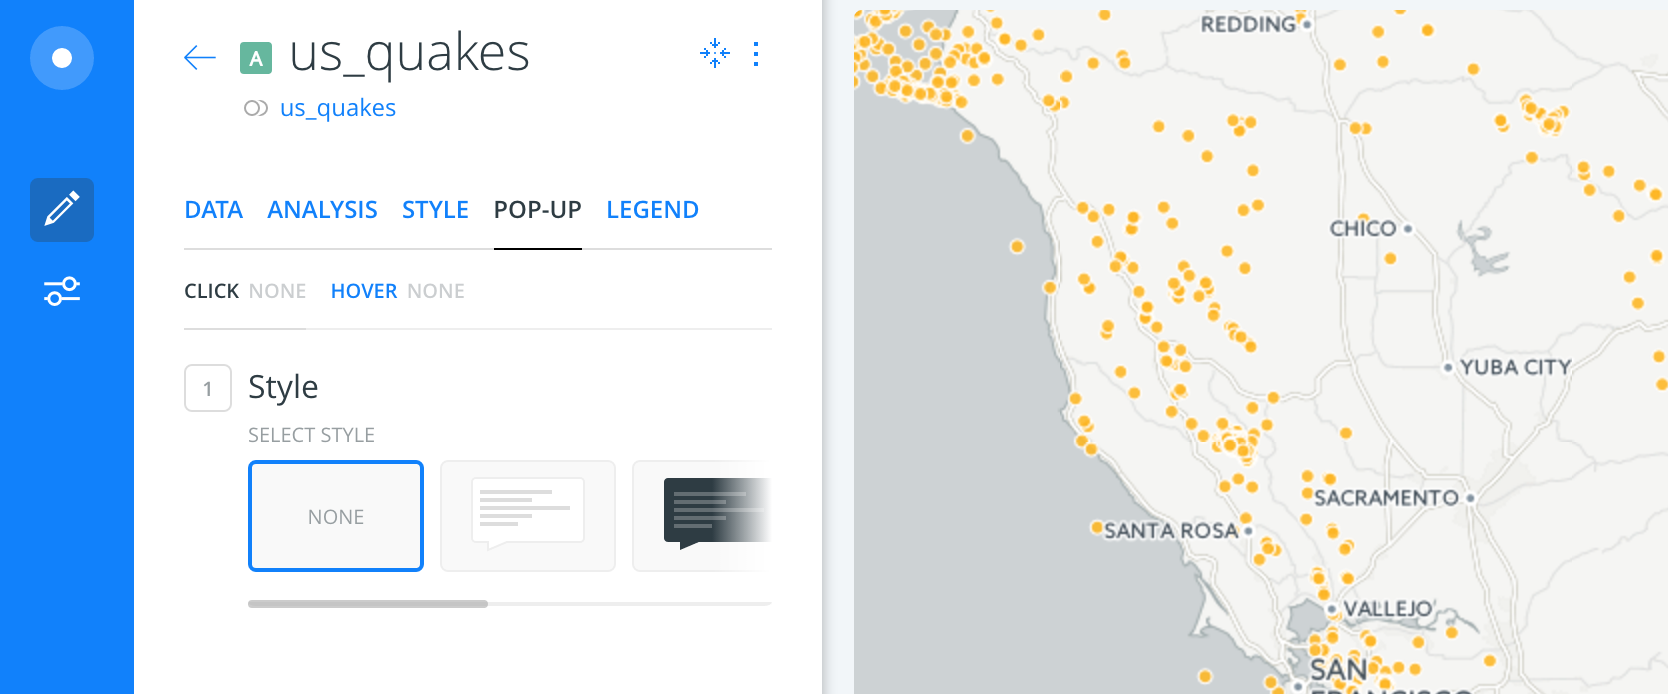 A us_quakes
us_quakes
DATA ANALYSIS STYLE POP-UP LEGEND
CLICK NONE HOVER NONE
1 Style
SELECT STYLE
NONE
REDDING
CHICO
YUBA CITY
SACRAMENTO
SANTA ROSA
VALLEJO
SAN
FRANCISCO